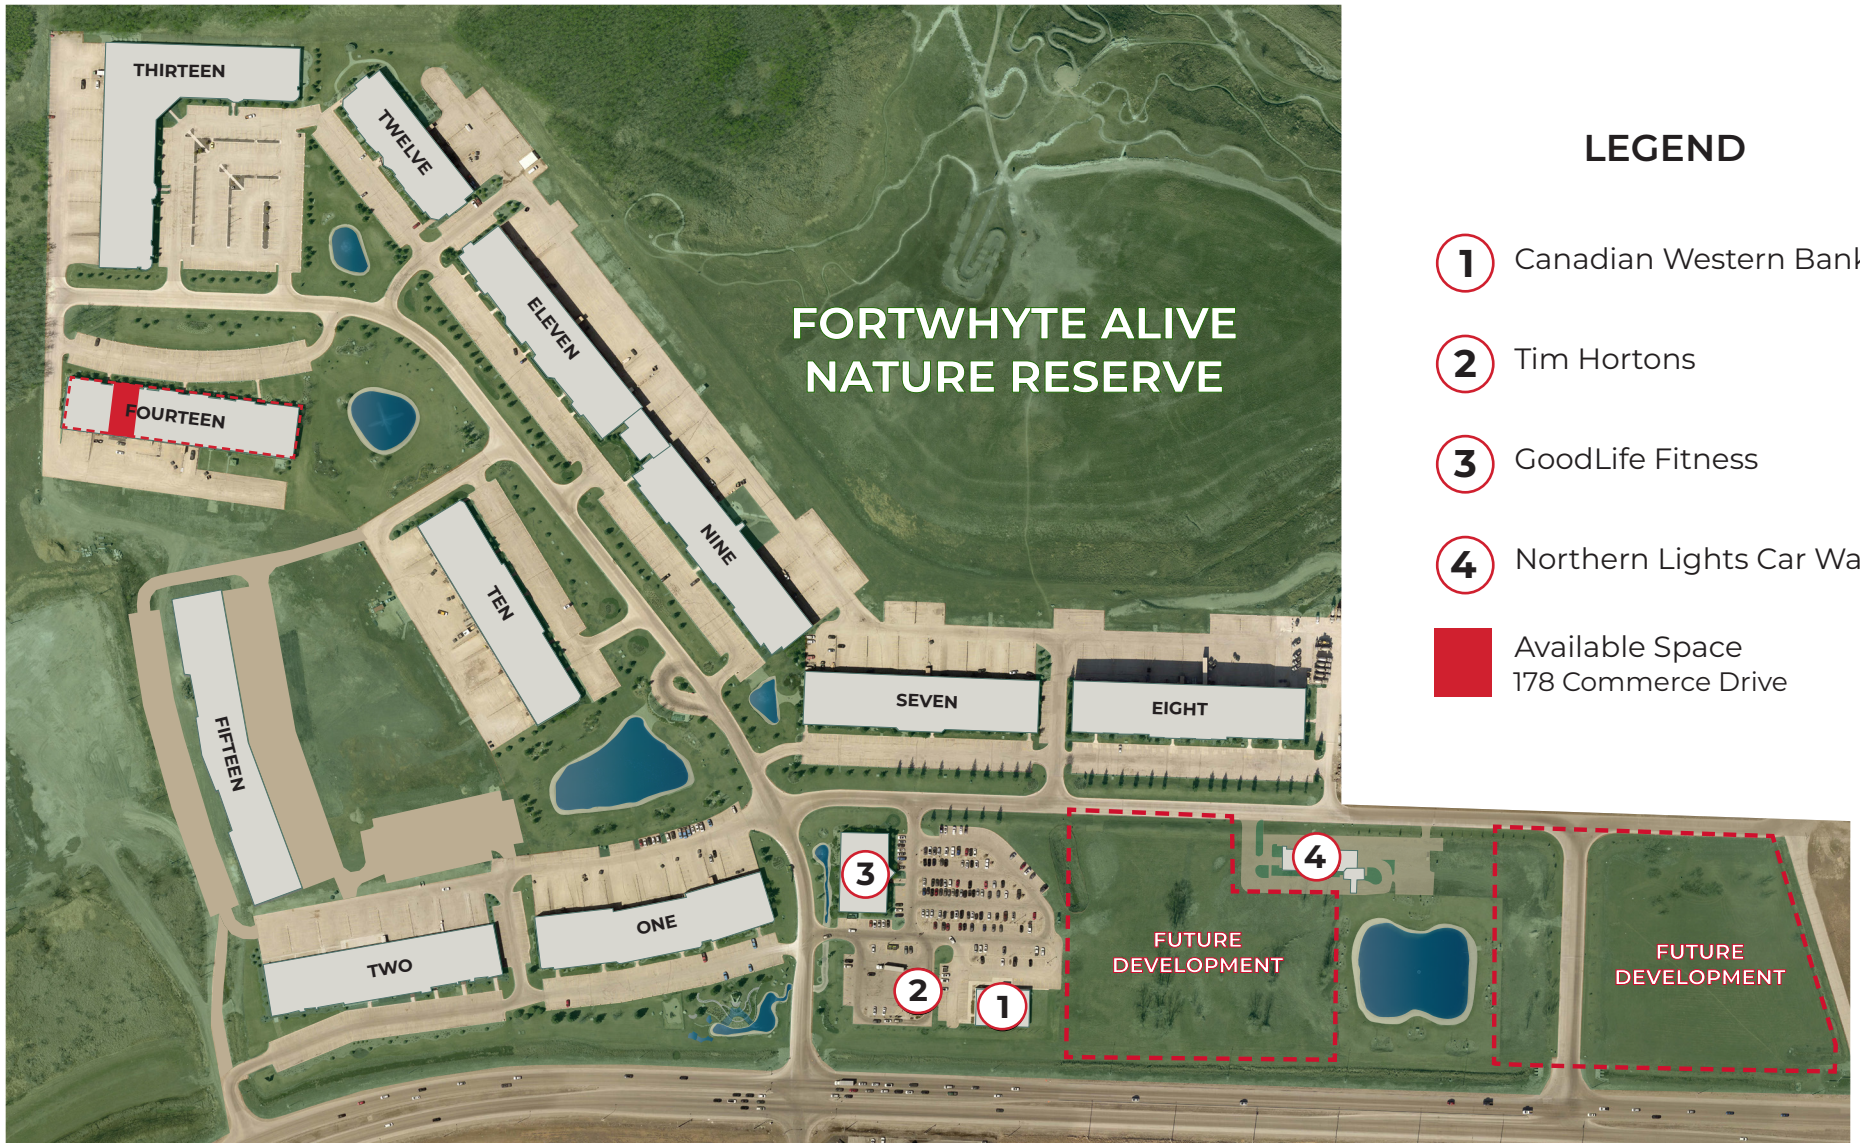 THIRTEEN
TWELVE
ELEVEN
FORTWHYTE ALIVE
NATURE RESERVE
FOURTEEN
NINE
TEN
FIFTEEN
SEVEN
EIGHT
ONE
TWO
3
4
2
1
FUTURE
DEVELOPMENT
FUTURE
DEVELOPMENT
LEGEND
1 Canadian Western Bank
2 Tim Hortons
3 GoodLife Fitness
4 Northern Lights Car Wa
Available Space
178 Commerce Drive